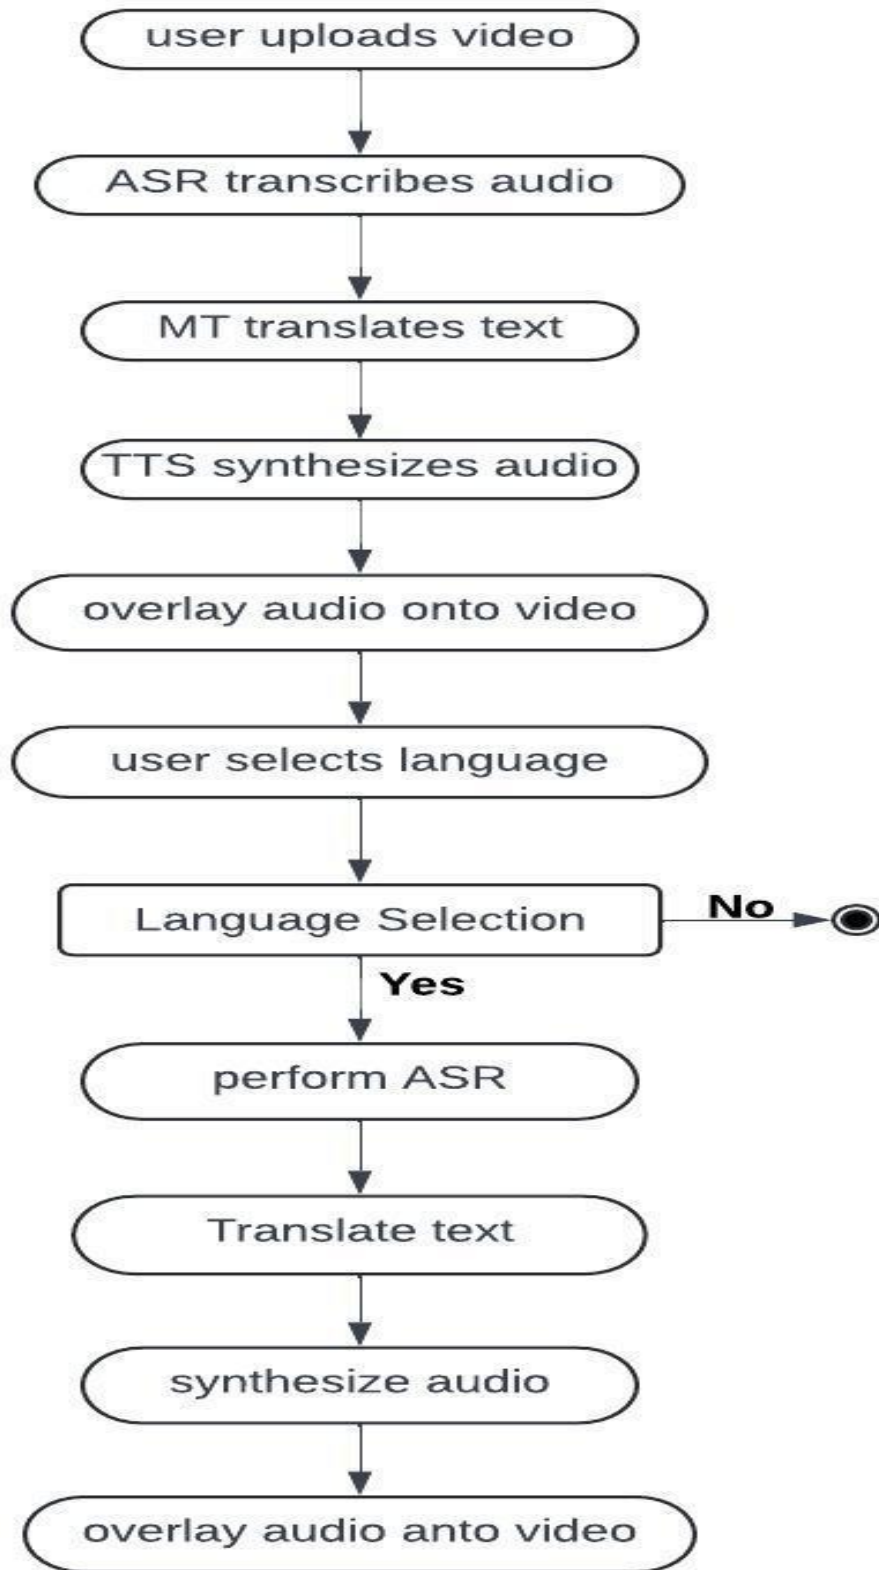 user uploads video
ASR transcribes audio
MT translates text
TTS synthesizes audio
overlay audio onto video
user selects language
Language Selection
No
Yes
perform ASR
Translate text
synthesize audio
overlay audio anto video